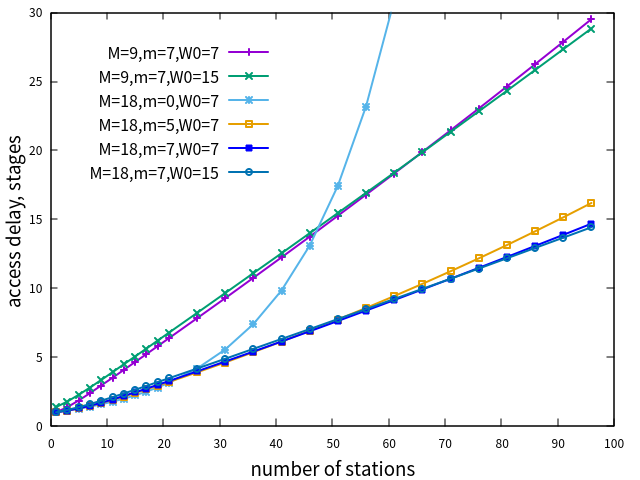 30
25
20
15
10
5
0
access delay, stages
M=9,m=7,W0=7
M=9,m=7,W0=15
M=18,m=0,W0=7
M=18,m=5,W0=7
M=18,m=7,W0=7
M=18,m=7,W0=15
0 10 20 30 40 50 60 70 80 90 100
number of stations